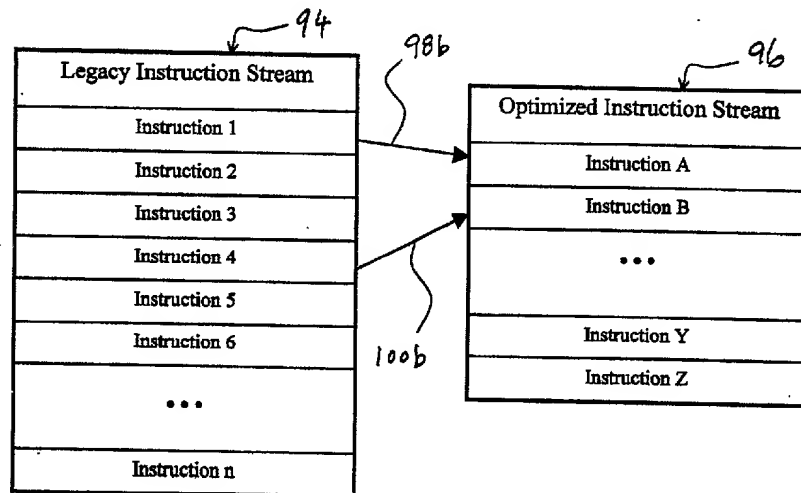 94
Legacy Instruction Stream
Instruction 1
Instruction 2
Instruction 3
Instruction 4
Instruction 5
Instruction 6
•••
Instruction n
98b
100b
96
Optimized Instruction Stream
Instruction A
Instruction B
•••
Instruction Y
Instruction Z